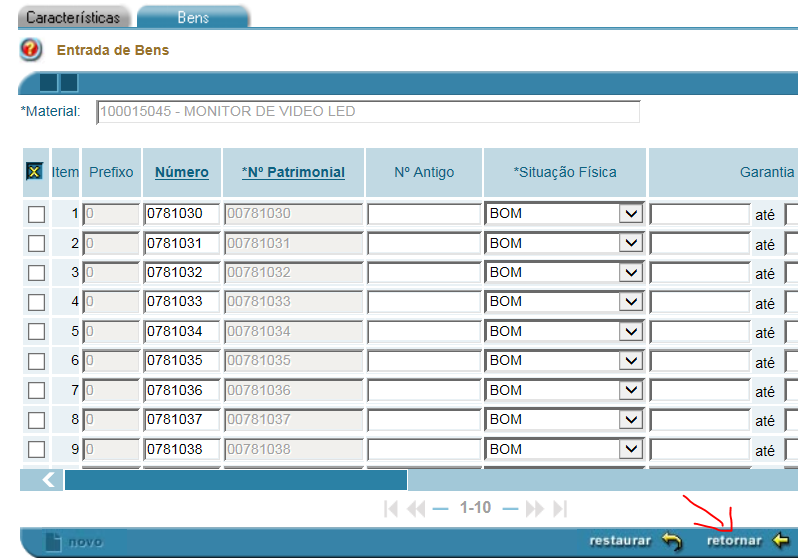 Características Bens
Entrada de Bens
*Material: 100015045 - MONITOR DE VIDEO LED
Item Prefixo Número *Nº Patrimonial Nº Antigo *Situação Física Garantia
1 0 0781030 00781030 BOM até
2 0 0781031 00781031 BOM até
3 0 0781032 00781032 BOM até
4 0 0781033 00781033 BOM até
5 0 0781034 00781034 BOM até
6 0 0781035 00781035 BOM até
7 0 0781036 00781036 BOM até
8 0 0781037 00781037 BOM até
9 0 0781038 00781038 BOM até
1-10
novo restaurar retornar